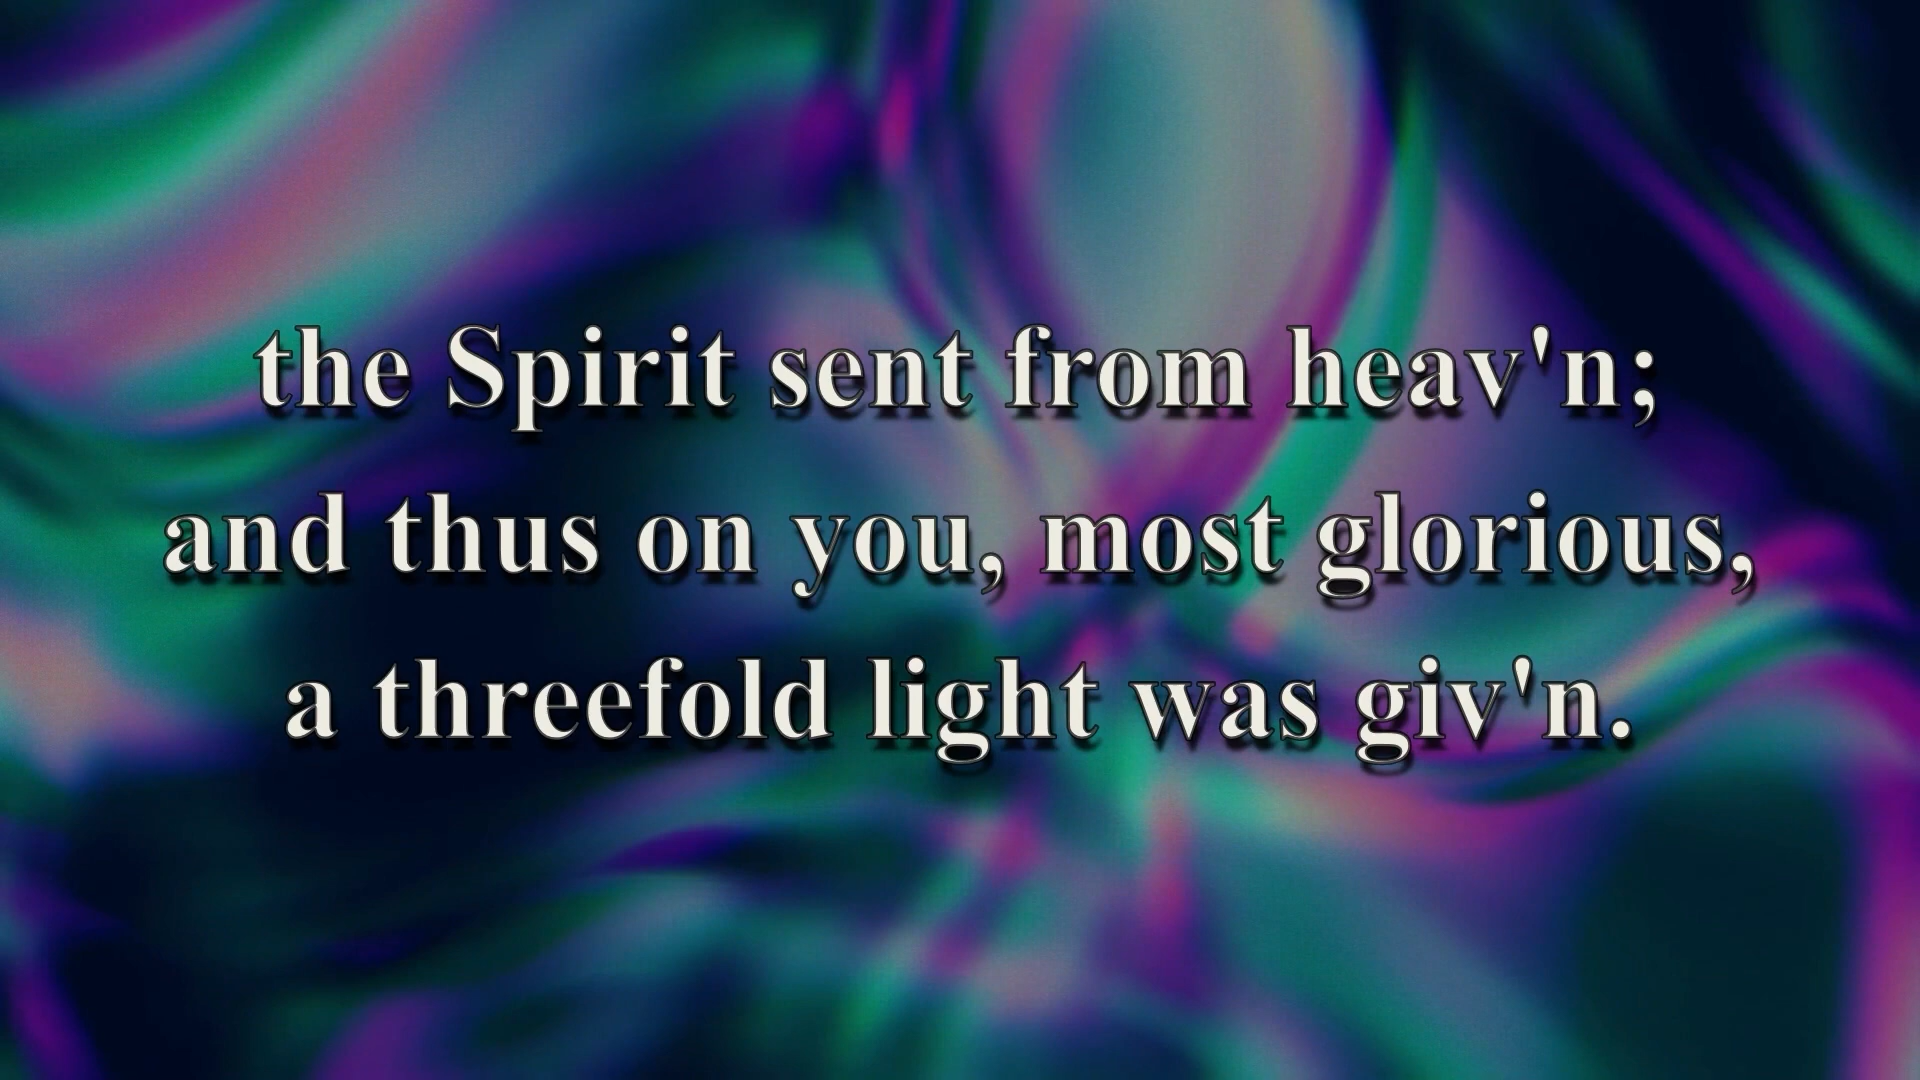 the Spirit sent from heav'n;
and thus on you, most glorious,
a threefold light was giv'n.